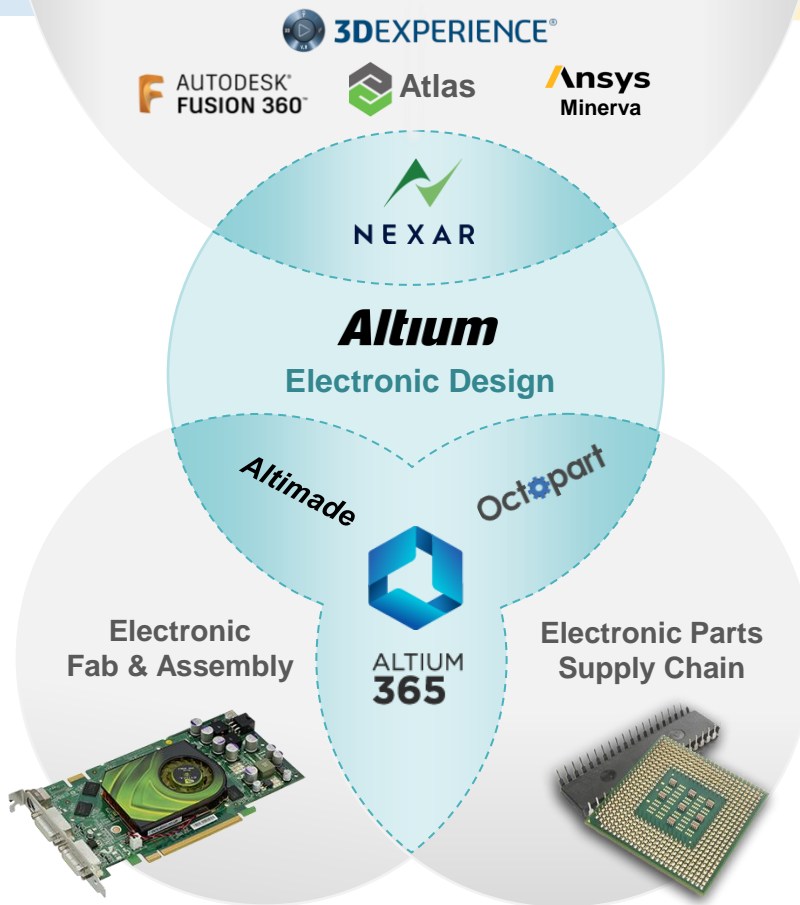 3DEXPERIENCE®
AUTODESK®
FUSION 360™
Atlas
Ansys
Minerva
NEXAR
Altium
Electronic Design
Altimade
Octopart
ALTIUM
365
Electronic
Fab & Assembly
Electronic Parts
Supply Chain